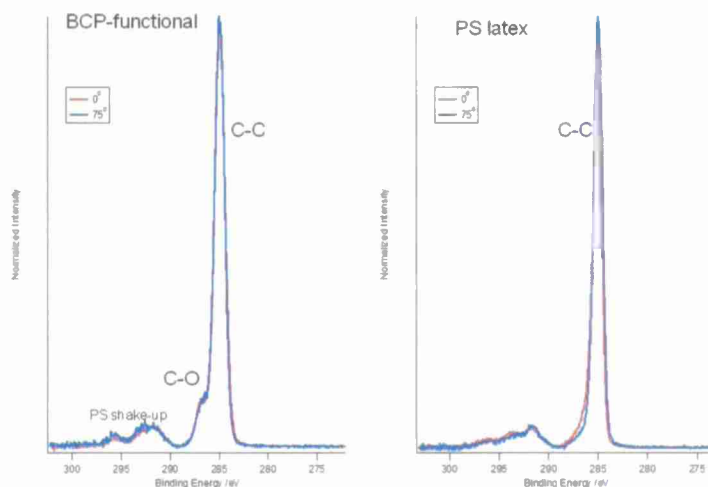 BCP-functional
0°
75°
C-C
C-O
PS shake-up
Normalized Intensity
300 295 290 285 280 275
Binding Energy /eV
PS latex
0°
75°
C-C
Normalized Intensity
300 295 290 285 280 275
Binding Energy /eV